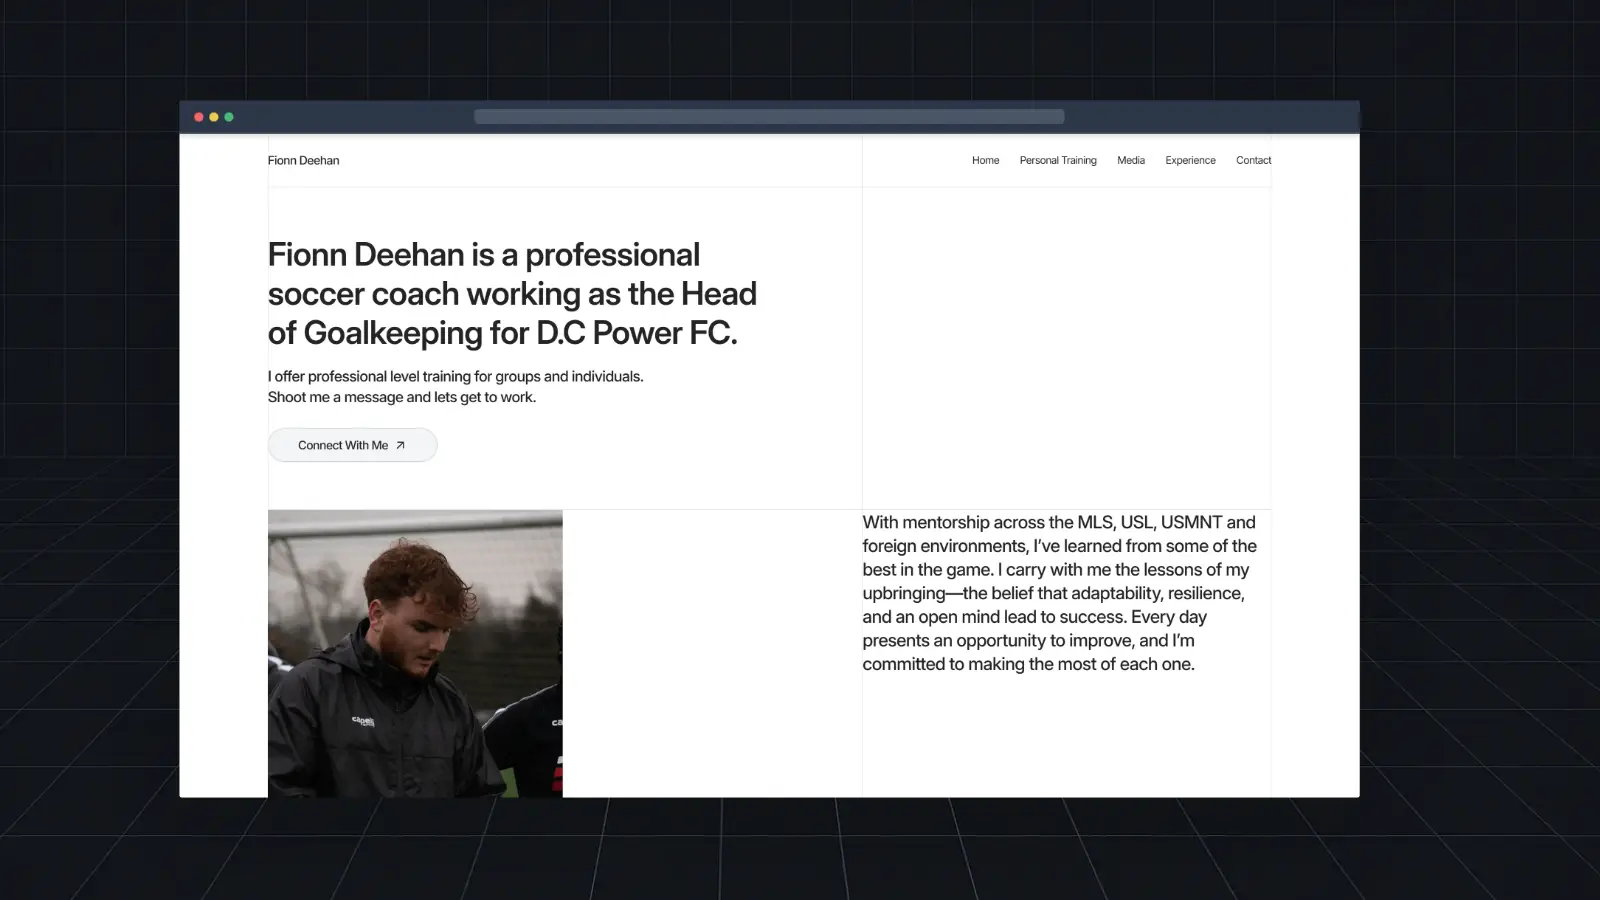 Fionn Deehan
Home
Personal Training
Media
Experience
Contact
Fionn Deehan is a professional
soccer coach working as the Head
of Goalkeeping for D.C Power FC.
I offer professional level training for groups and individuals.
Shoot me a message and lets get to work.
Connect With Me
With mentorship across the MLS, USL, USMNT and
foreign environments, I’ve learned from some of the
best in the game. I carry with me the lessons of my
upbringing—the belief that adaptability, resilience,
and an open mind lead to success. Every day
presents an opportunity to improve, and I’m
committed to making the most of each one.